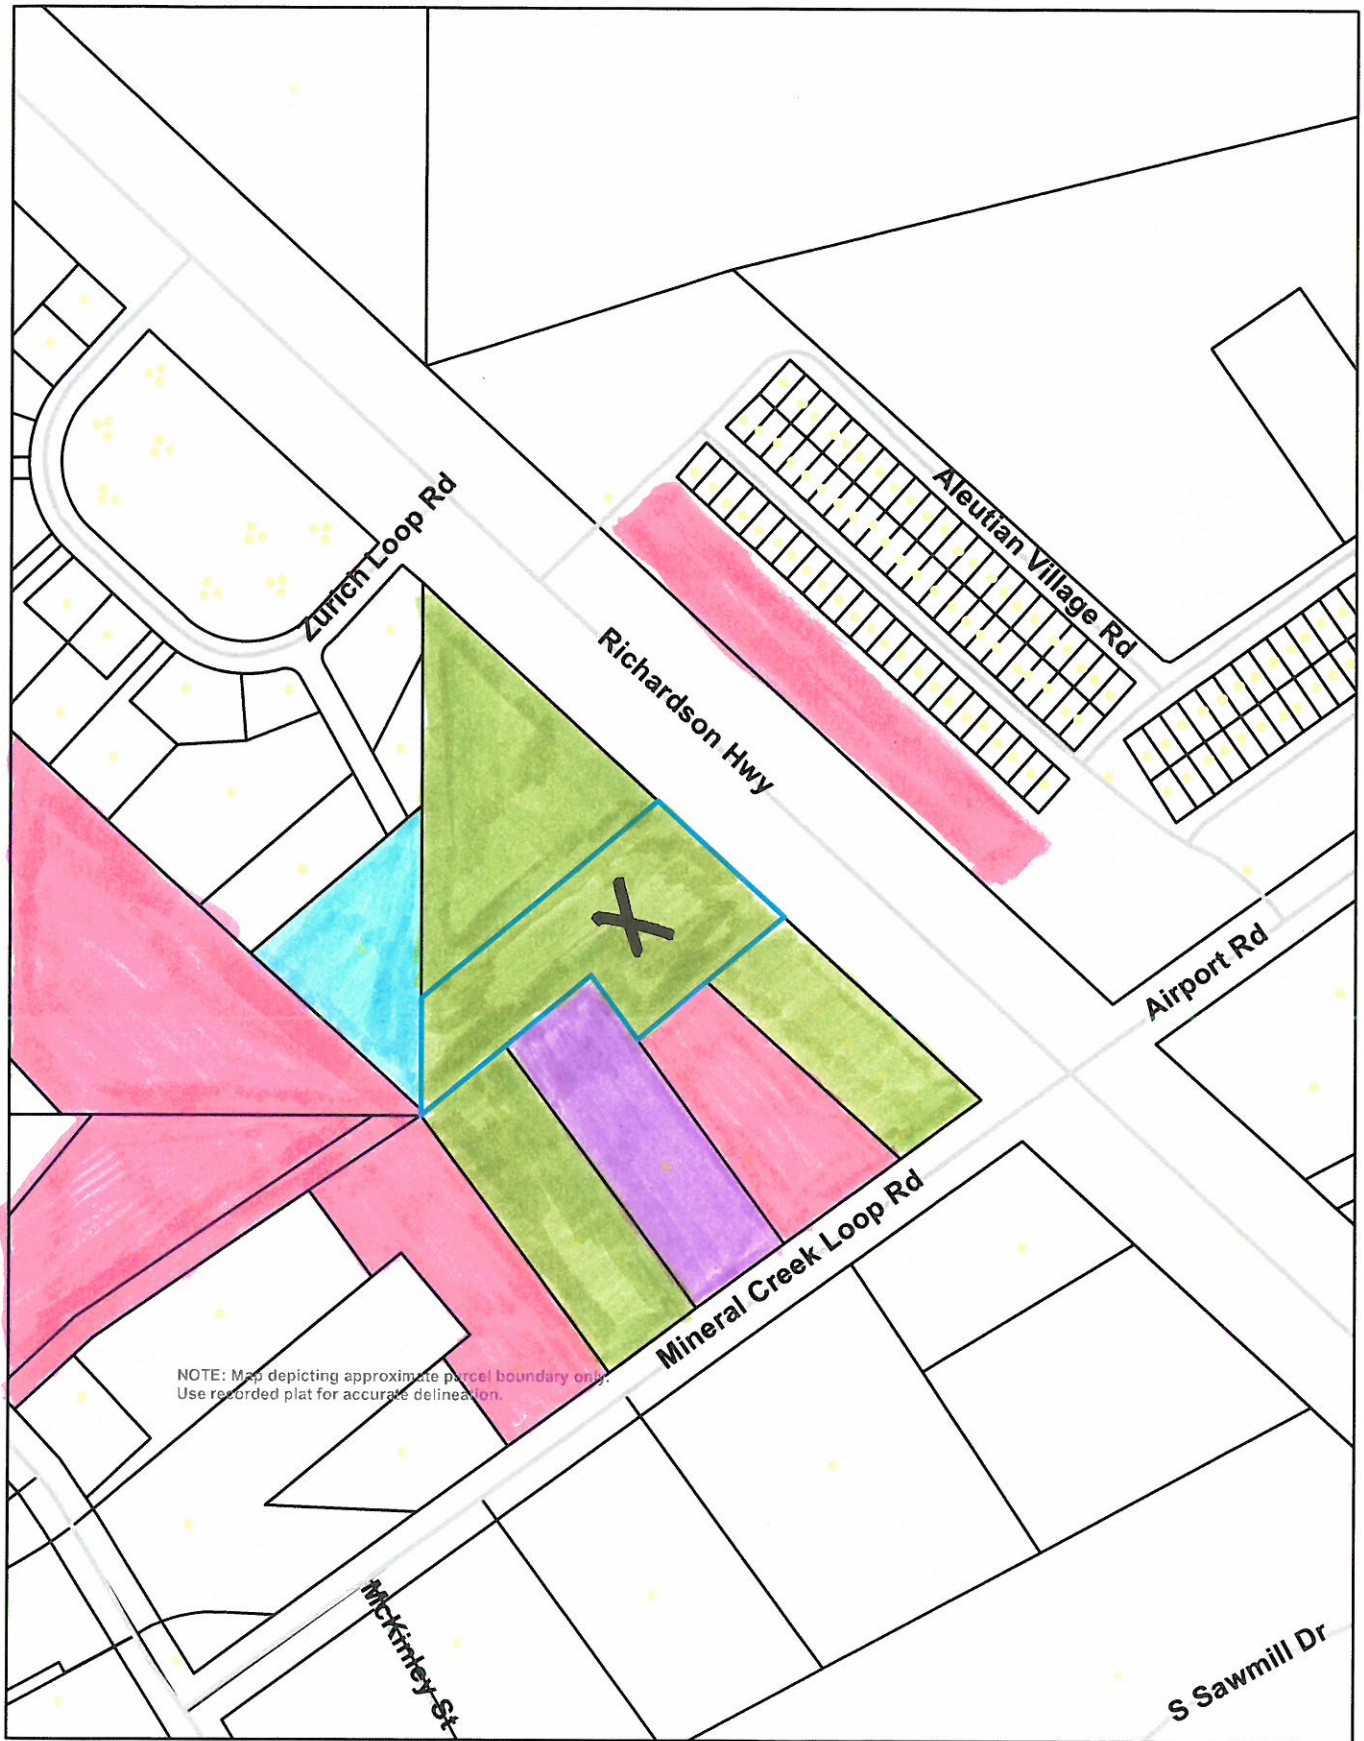 Zurich Loop Rd
Aleutian Village Rd
Richardson Hwy
X
Airport Rd
Mineral Creek Loop Rd
NOTE: Map depicting approximate parcel boundary only.
Use recorded plat for accurate delineation.
McKinley St
S Sawmill Dr